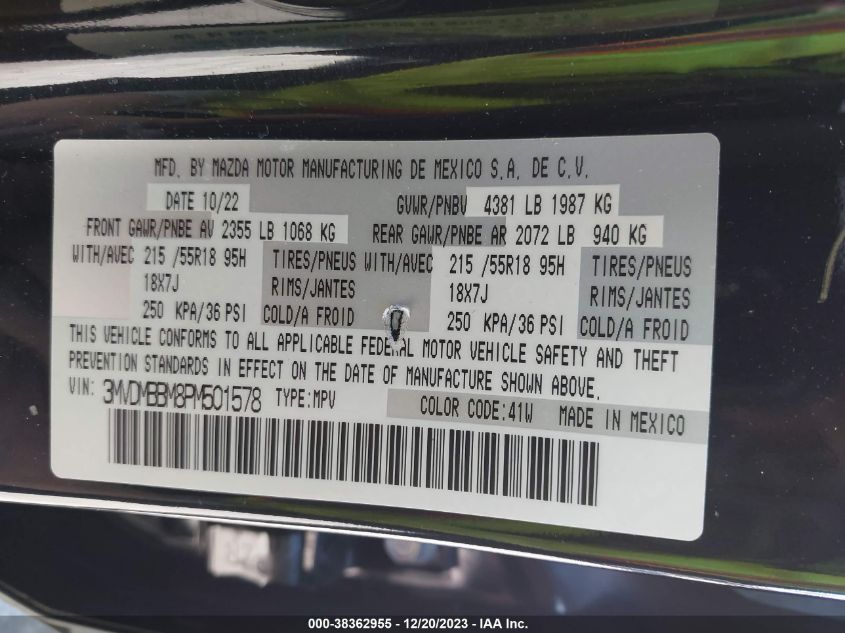 MFD. BY MAZDA MOTOR MANUFACTURING DE MEXICO S.A. DE C.V.
DATE 10/22 GVWR/PNBV 4381 LB 1987 KG
FRONT GAWR/PNBE AV 2355 LB 1068 KG REAR GAWR/PNBE AR 2072 LB 940 KG
WITH/AVEC 215 /55R18 95H TIRES/PNEUS WITH/AVEC 215 /55R18 95H TIRES/PNEUS
18X7J RIMS/JANTES 18X7J RIMS/JANTES
250 KPA/36 PSI COLD/A FROID 250 KPA/36 PSI COLD/A FROID
THIS VEHICLE CONFORMS TO ALL APPLICABLE FEDERAL MOTOR VEHICLE SAFETY AND THEFT
PREVENTION STANDARDS IN EFFECT ON THE DATE OF MANUFACTURE SHOWN ABOVE.
VIN: 3MVDMBBM8PM501578 TYPE:MPV COLOR CODE:41W MADE IN MEXICO
000-38362955 - 12/20/2023 - IAA Inc.